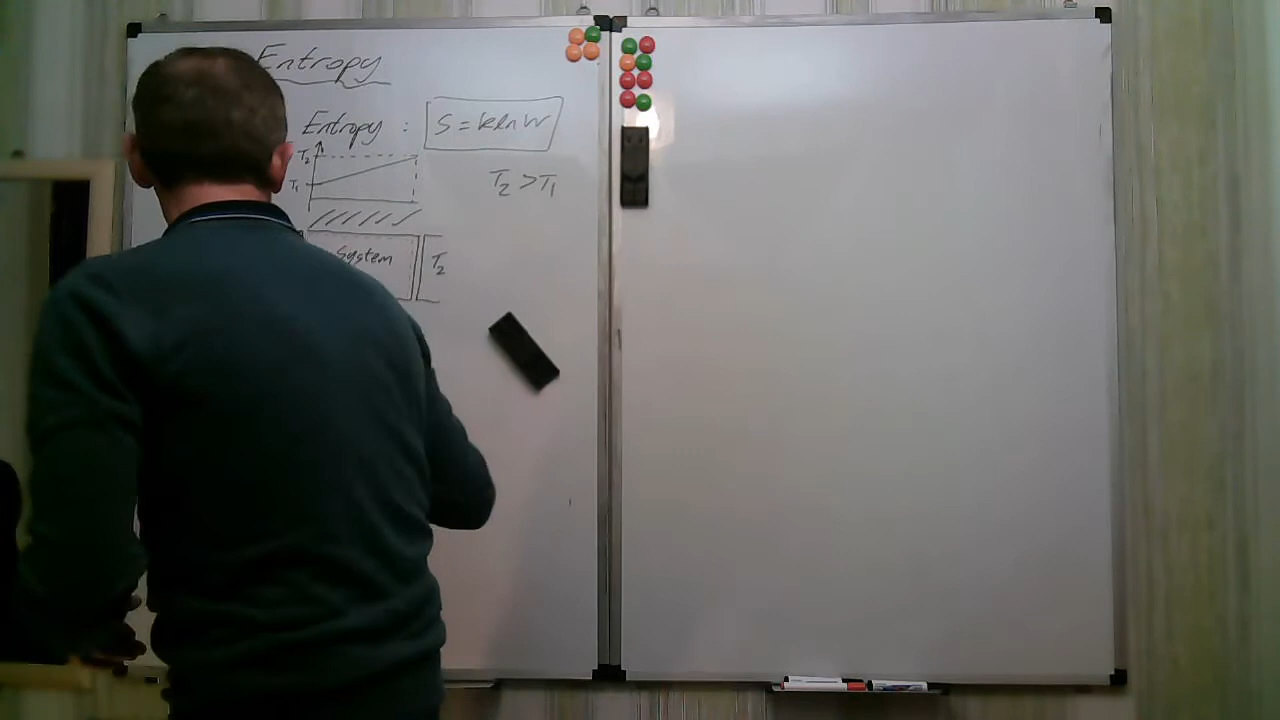 Entropy
Entropy : S = k ln W
T2
T1
T2 > T1
System
T2